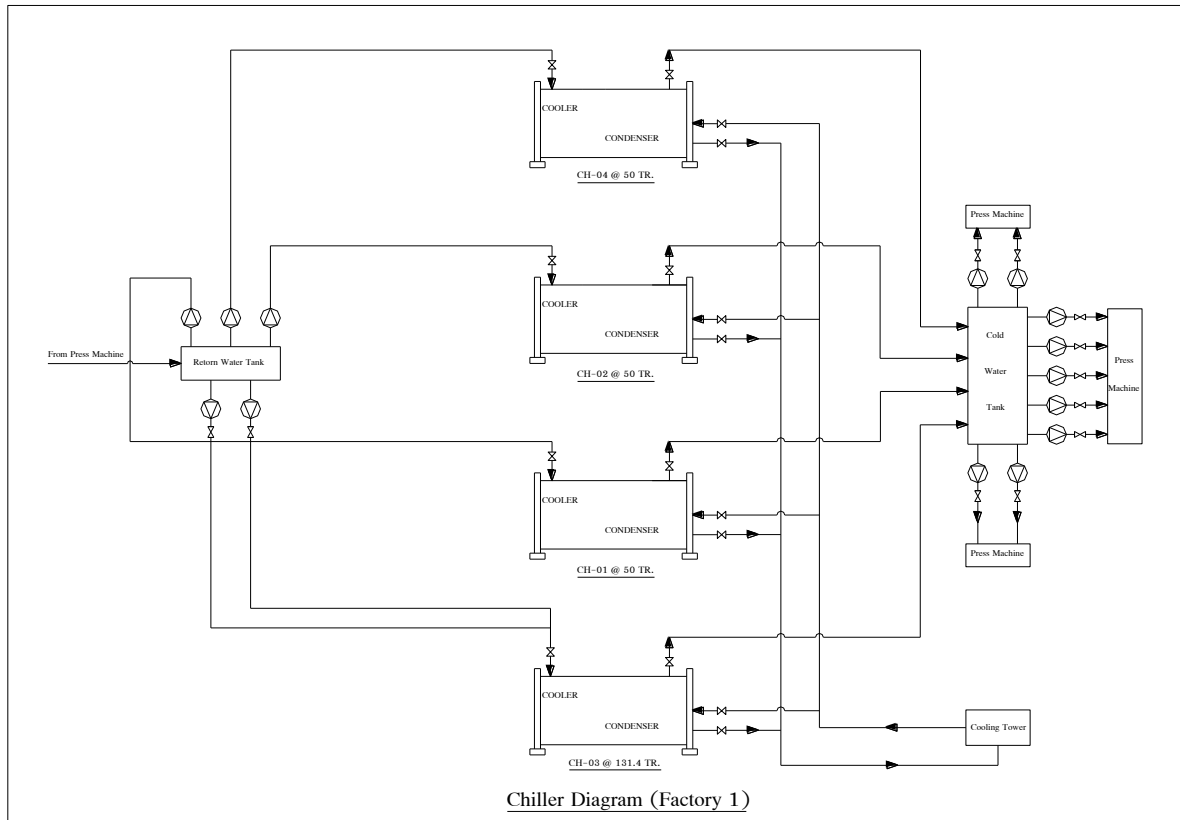 COOLER
CONDENSER
CH-04 @ 50 TR.
Press Machine
COOLER
CONDENSER
CH-02 @ 50 TR.
From Press Machine
Retorn Water Tank
Cold
Water
Tank
Press
Machine
COOLER
CONDENSER
CH-01 @ 50 TR.
Press Machine
COOLER
CONDENSER
CH-03 @ 131.4 TR.
Cooling Tower
Chiller Diagram (Factory 1)